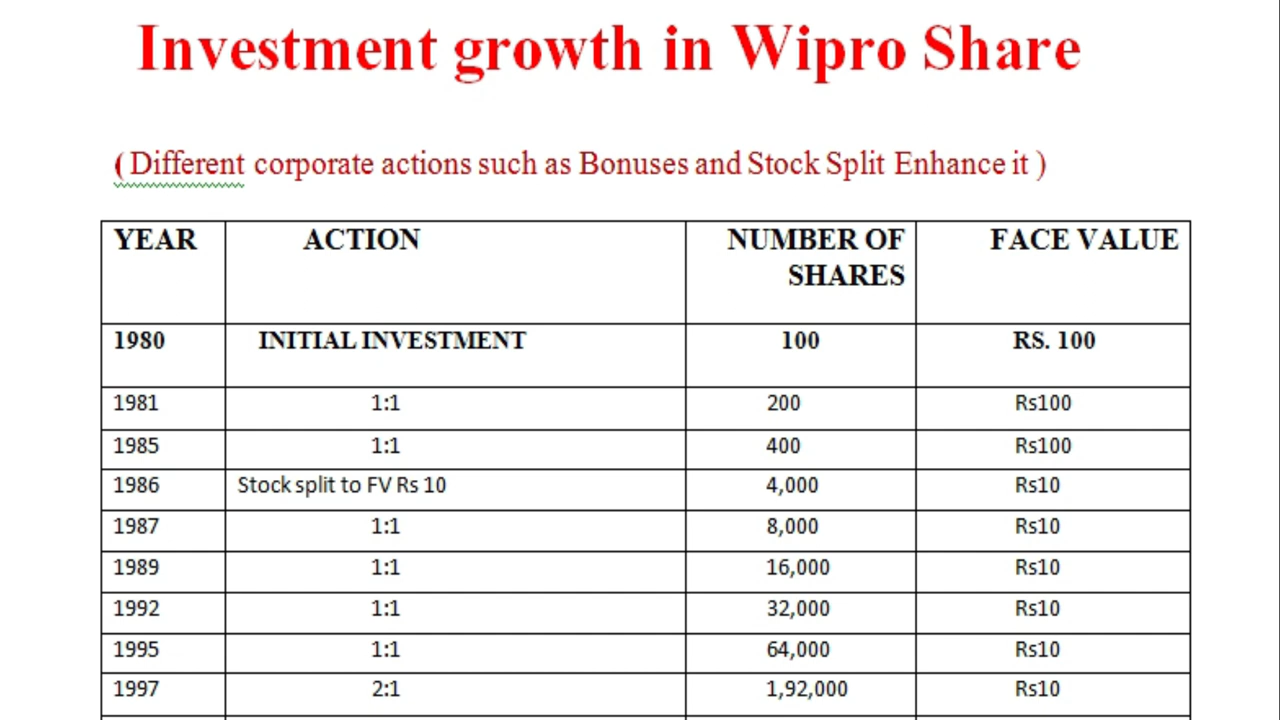 Investment growth in Wipro Share
( Different corporate actions such as Bonuses and Stock Split Enhance it )
YEAR ACTION NUMBER OF SHARES FACE VALUE
1980 INITIAL INVESTMENT 100 RS. 100
1981 1:1 200 Rs100
1985 1:1 400 Rs100
1986 Stock split to FV Rs 10 4,000 Rs10
1987 1:1 8,000 Rs10
1989 1:1 16,000 Rs10
1992 1:1 32,000 Rs10
1995 1:1 64,000 Rs10
1997 2:1 1,92,000 Rs10